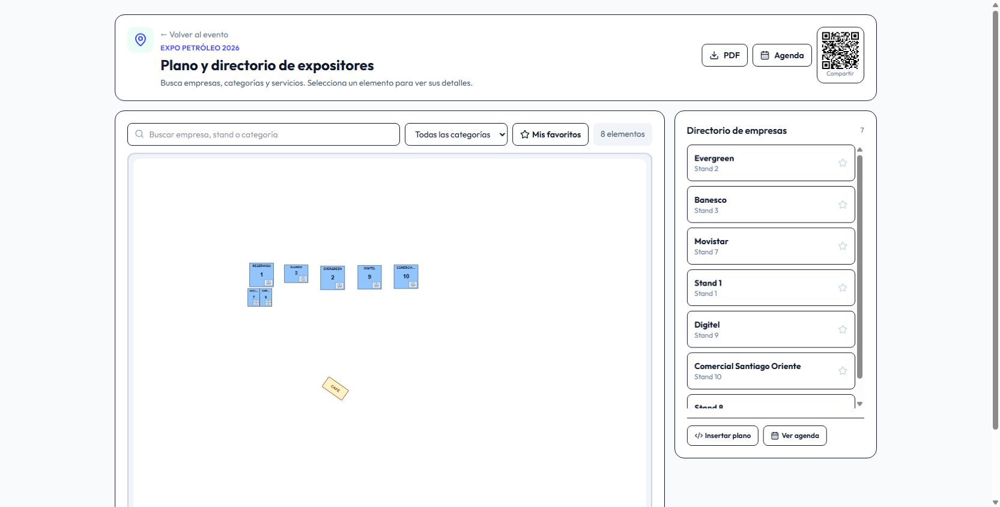 ← Volver al evento
EXPO PETRÓLEO 2026
Plano y directorio de expositores
Busca empresas, categorías y servicios. Selecciona un elemento para ver sus detalles.
PDF
Agenda
Compartir
Buscar empresa, stand o categoría
Todas las categorías
Mis favoritos
8 elementos
RESERVADO
1
3
EVERGREEN
2
DIGITEL
9
COMERCIA...
10
7
8
CAFÉ
Directorio de empresas
7
Evergreen
Stand 2
Banesco
Stand 3
Movistar
Stand 7
Stand 1
Stand 1
Digitel
Stand 9
Comercial Santiago Oriente
Stand 10
Stand 8
</> Insertar plano
Ver agenda